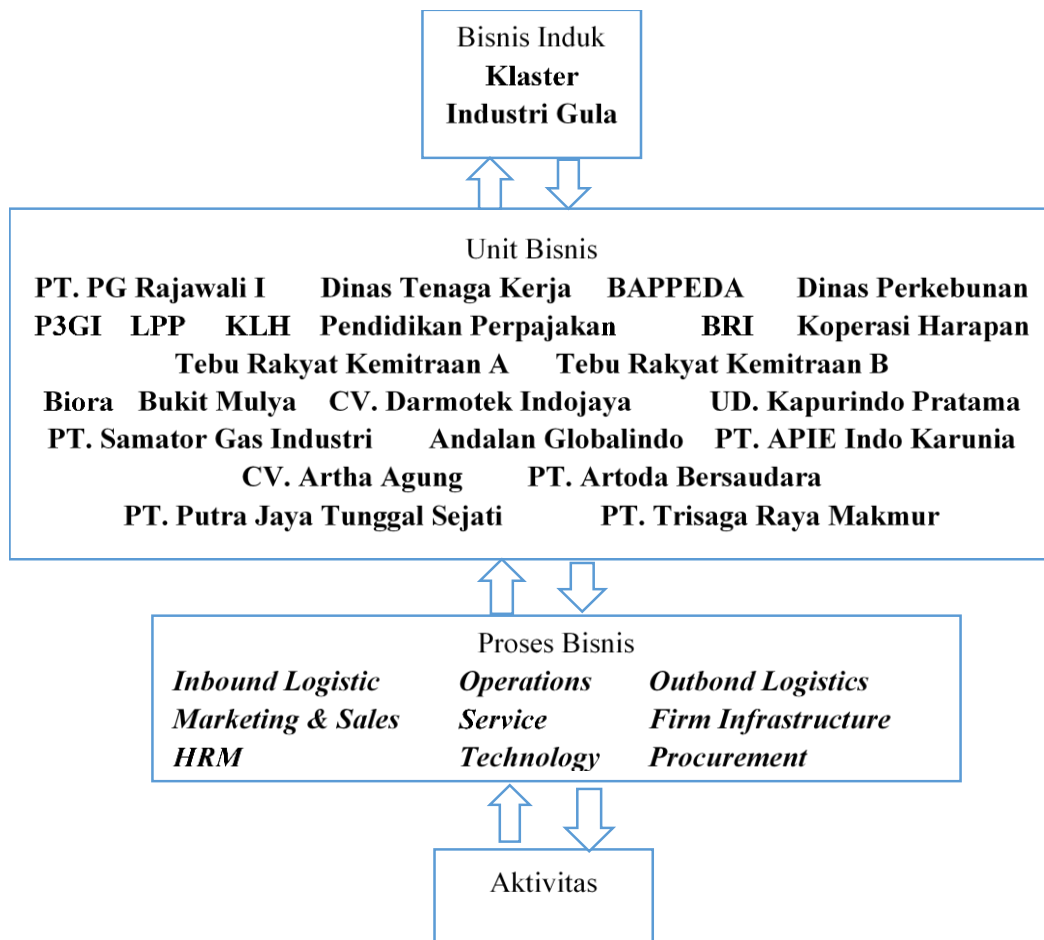 Bisnis Induk
Klaster
Industri Gula
Unit Bisnis
PT. PG Rajawali I Dinas Tenaga Kerja BAPPEDA Dinas Perkebunan
P3GI LPP KLH Pendidikan Perpajakan BRI Koperasi Harapan
Tebu Rakyat Kemitraan A Tebu Rakyat Kemitraan B
Biora Bukit Mulya CV. Darmotek Indojaya UD. Kapurindo Pratama
PT. Samator Gas Industri Andalan Globalindo PT. APIE Indo Karunia
CV. Artha Agung PT. Artoda Bersaudara
PT. Putra Jaya Tunggal Sejati PT. Trisaga Raya Makmur
Proses Bisnis
Inbound Logistic Operations Outbond Logistics
Marketing & Sales Service Firm Infrastructure
HRM Technology Procurement
Aktivitas